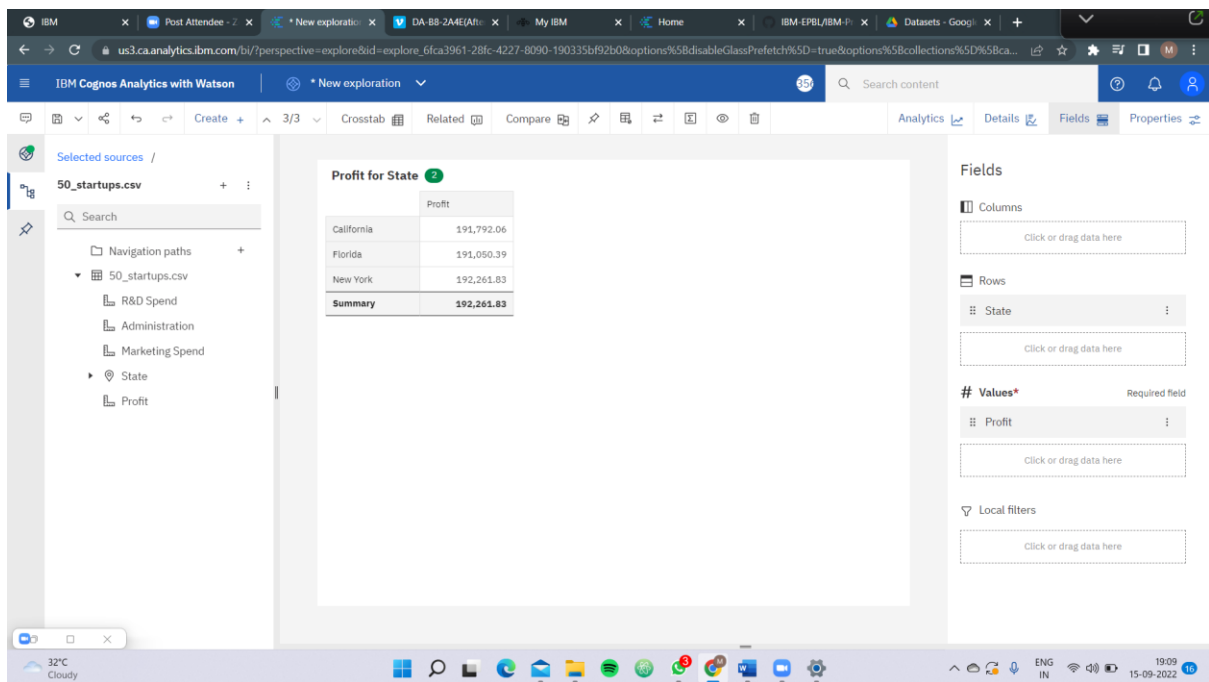 IBM
Post Attendee - Z
* New exploration
DA-B8-2A4E(Afte
My IBM
Home
IBM-EPBL/IBM-Pr
Datasets - Googl
us3.ca.analytics.ibm.com/bi/?perspective=explore&id=explore_6fca3961-28fc-4227-8090-190335bf92b0&options%5BdisableGlassPrefetch%5D=true&options%5Bcollections%5D%5Bca...
M
IBM Cognos Analytics with Watson
* New exploration
Search content
Create +
3/3
Crosstab
Related
Compare
Analytics
Details
Fields
Properties
Selected sources /
50_startups.csv
Search
Navigation paths
50_startups.csv
R&D Spend
Administration
Marketing Spend
State
Profit
Profit for State 2
Profit
California 191,792.06
Florida 191,050.39
New York 192,261.83
Summary 192,261.83
Fields
Columns
Click or drag data here
Rows
State
Click or drag data here
# Values*
Required field
Profit
Click or drag data here
Local filters
Click or drag data here
32°C
Cloudy
ENG
IN
19:09
15-09-2022
16